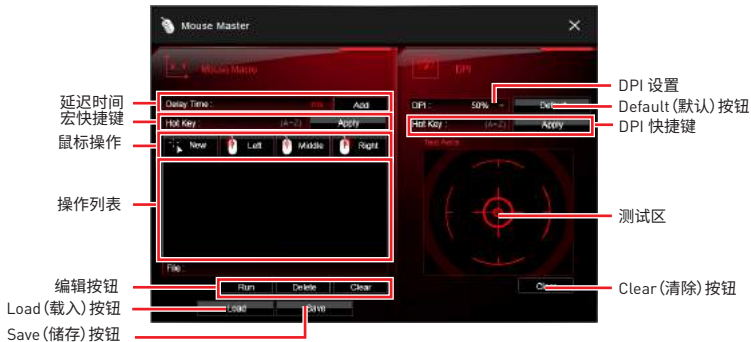 Mouse Master
Mouse Macro
DPI
延迟时间
宏快捷键
鼠标操作
操作列表
编辑按钮
Load (载入) 按钮
Save (储存) 按钮
Delay Time :
Add
Hot Key :
(A~Z)
Apply
New
Left
Middle
Right
File :
Run
Delete
Clear
Load
Save
DPI :
50%
Default
Hot Key :
(A~Z)
Apply
Test Aera
Clear
DPI 设置
Default (默认) 按钮
DPI 快捷键
测试区
Clear (清除) 按钮